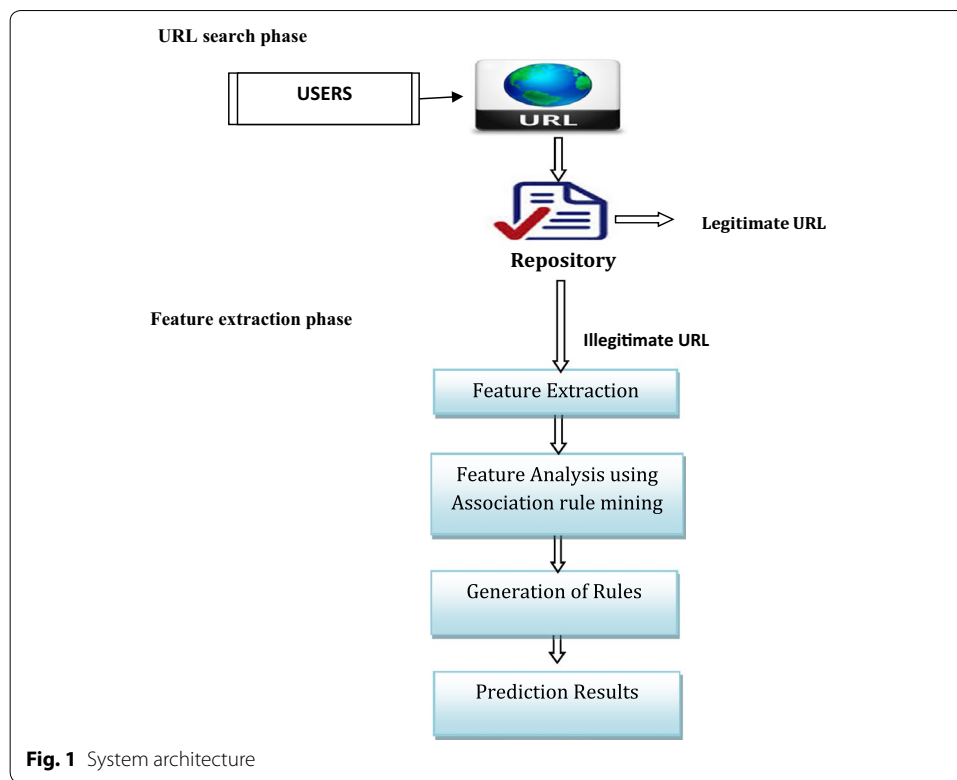 URL search phase
USERS
URL
Legitimate URL
Repository
Feature extraction phase
Illegitimate URL
Feature Extraction
Feature Analysis using
Association rule mining
Generation of Rules
Prediction Results
Fig. 1 System architecture